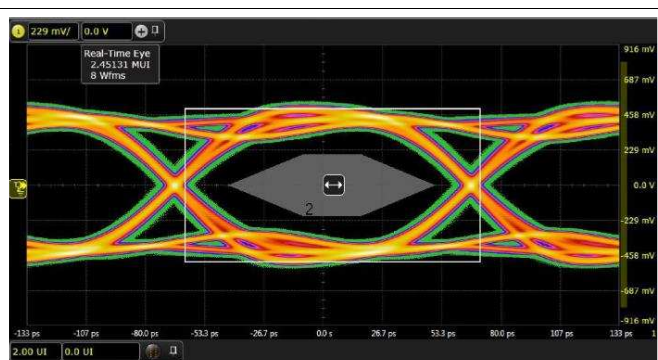 1 229 mV/ 0.0 V
Real-Time Eye
2.45131 MUI
8 Wfms
916 mV
687 mV
458 mV
229 mV
0.0 V
-229 mV
-458 mV
-687 mV
-916 mV
2
-133 ps -107 ps -80.0 ps -53.3 ps -26.7 ps 0.0 s 26.7 ps 53.3 ps 80.0 ps 107 ps 133 ps 1
2.00 UI 0.0 UI